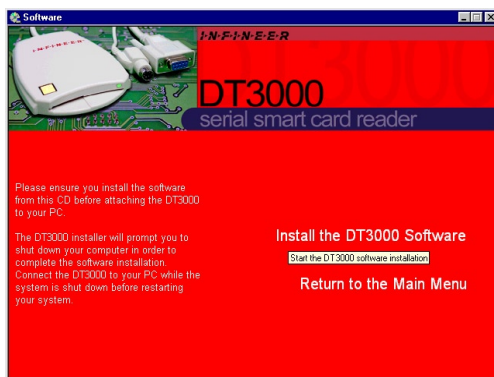 Software
I·N·F·I·N·E·E·R
I·N·F·I·N·E·E·R
DT3000
serial smart card reader
Please ensure you install the software
from this CD before attaching the DT3000
to your PC.
The DT3000 installer will prompt you to
shut down your computer in order to
complete the software installation.
Connect the DT3000 to your PC while the
system is shut down before restarting
your system.
Install the DT3000 Software
Start the DT3000 software installation
Return to the Main Menu